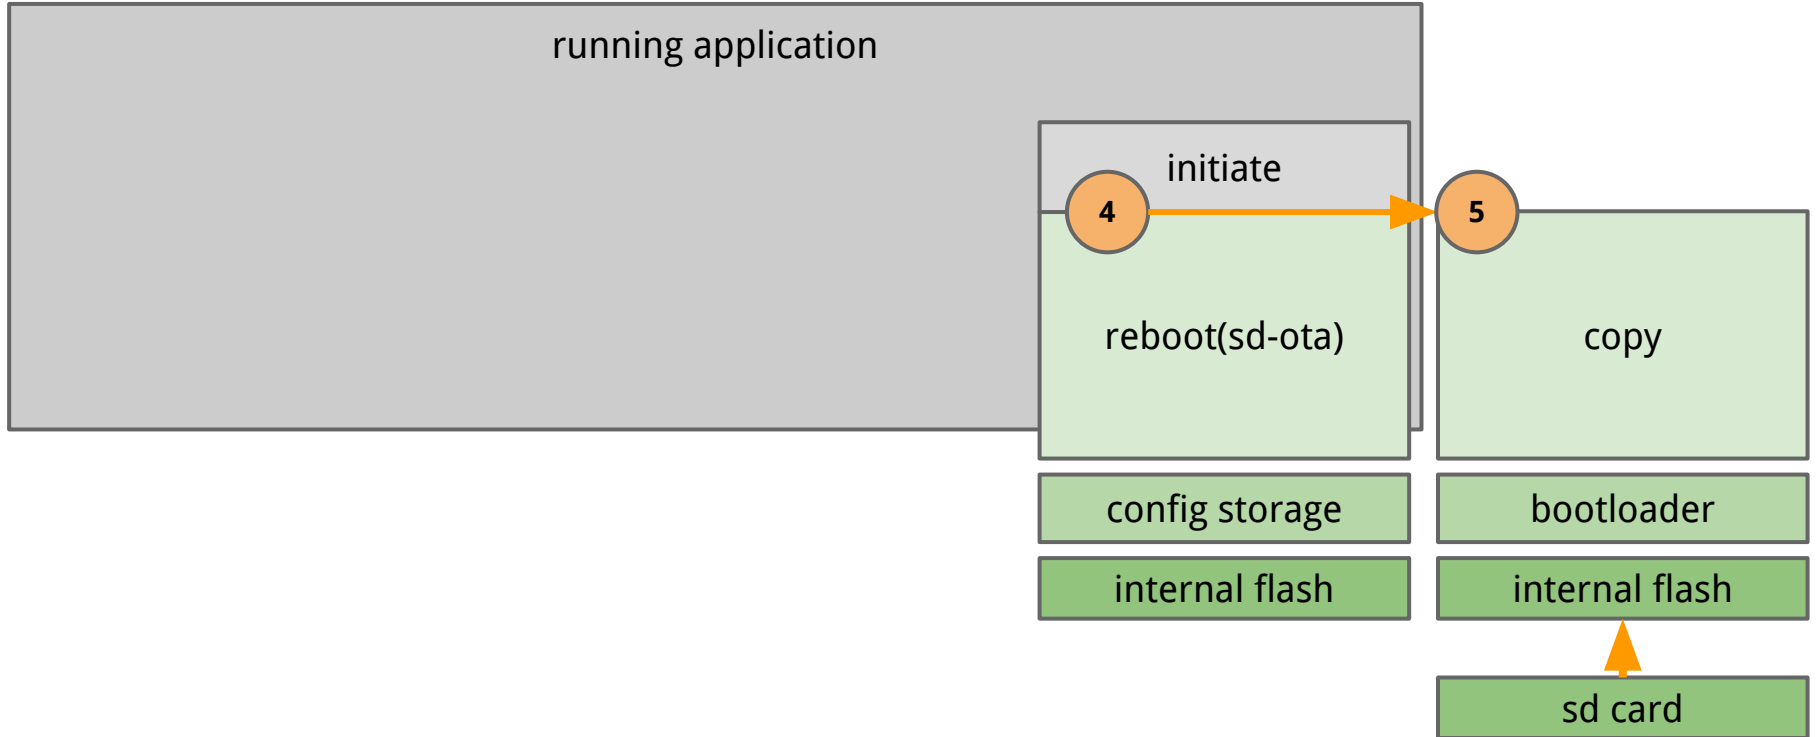 running application
initiate
4
5
reboot(sd-ota)
copy
config storage
bootloader
internal flash
internal flash
sd card